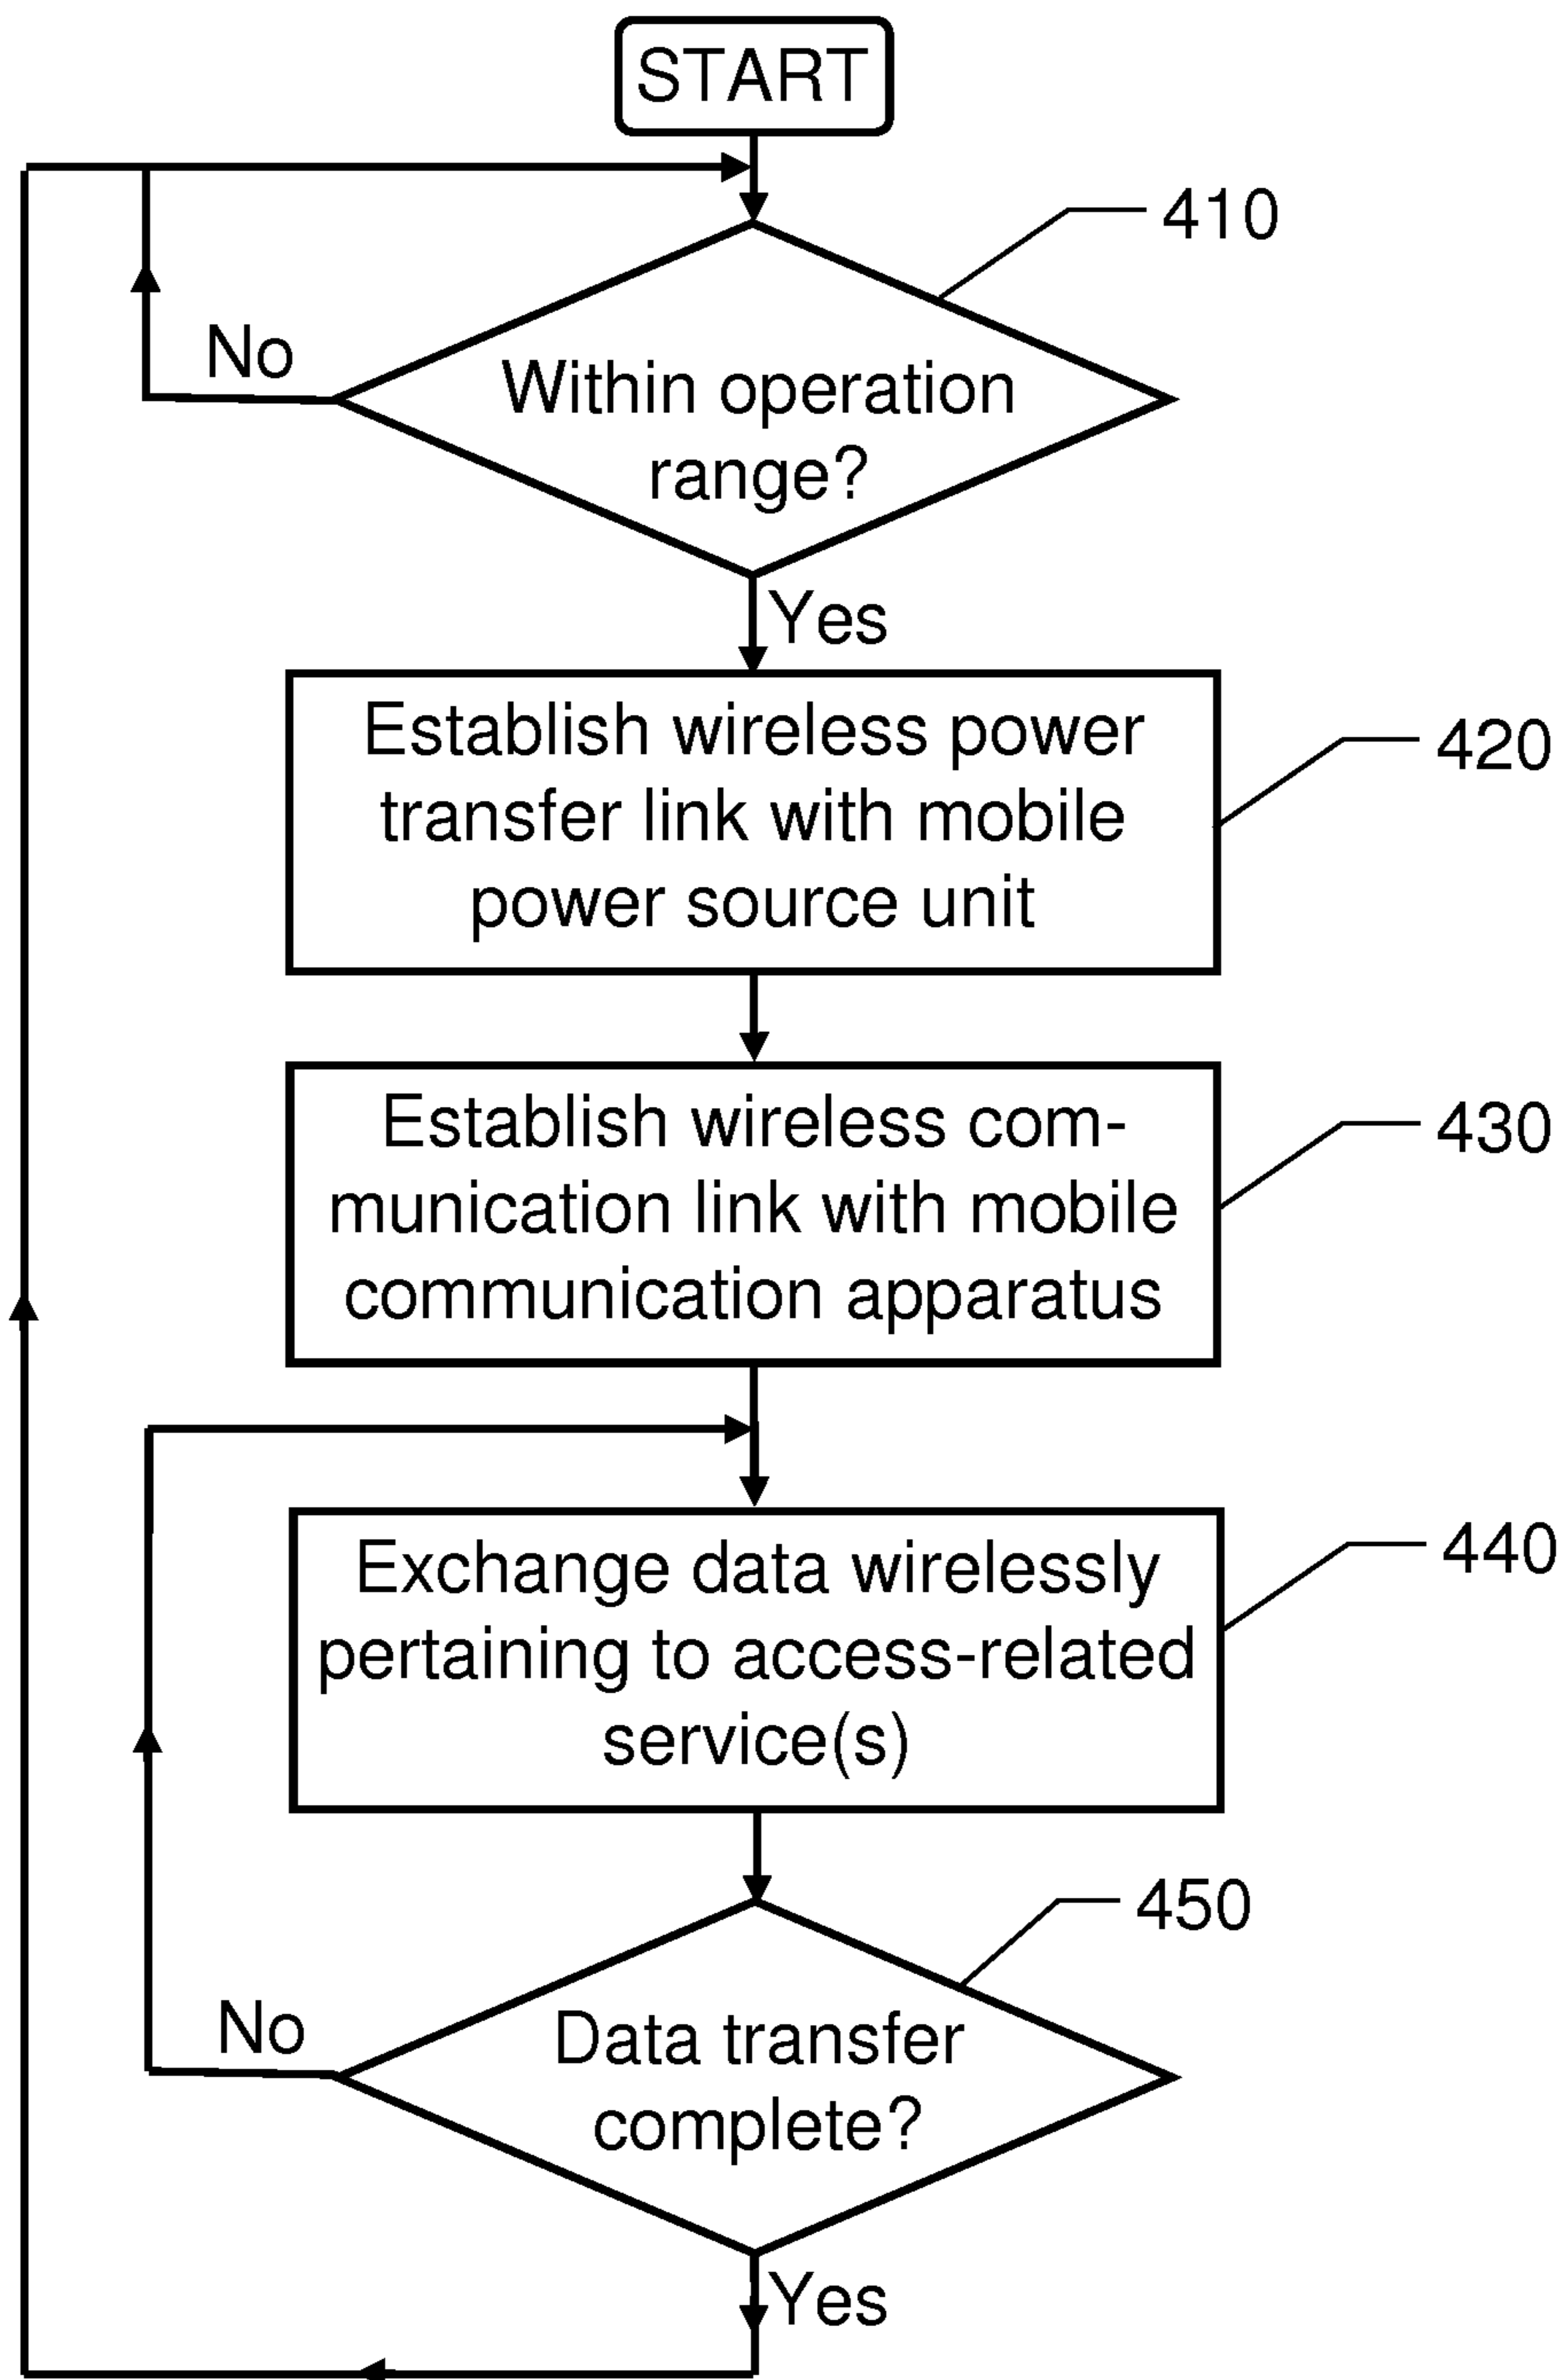 START
410
No
Within operation
range?
Yes
Establish wireless power
transfer link with mobile
power source unit
420
Establish wireless com-
munication link with mobile
communication apparatus
430
Exchange data wirelessly
pertaining to access-related
service(s)
440
450
No
Data transfer
complete?
Yes